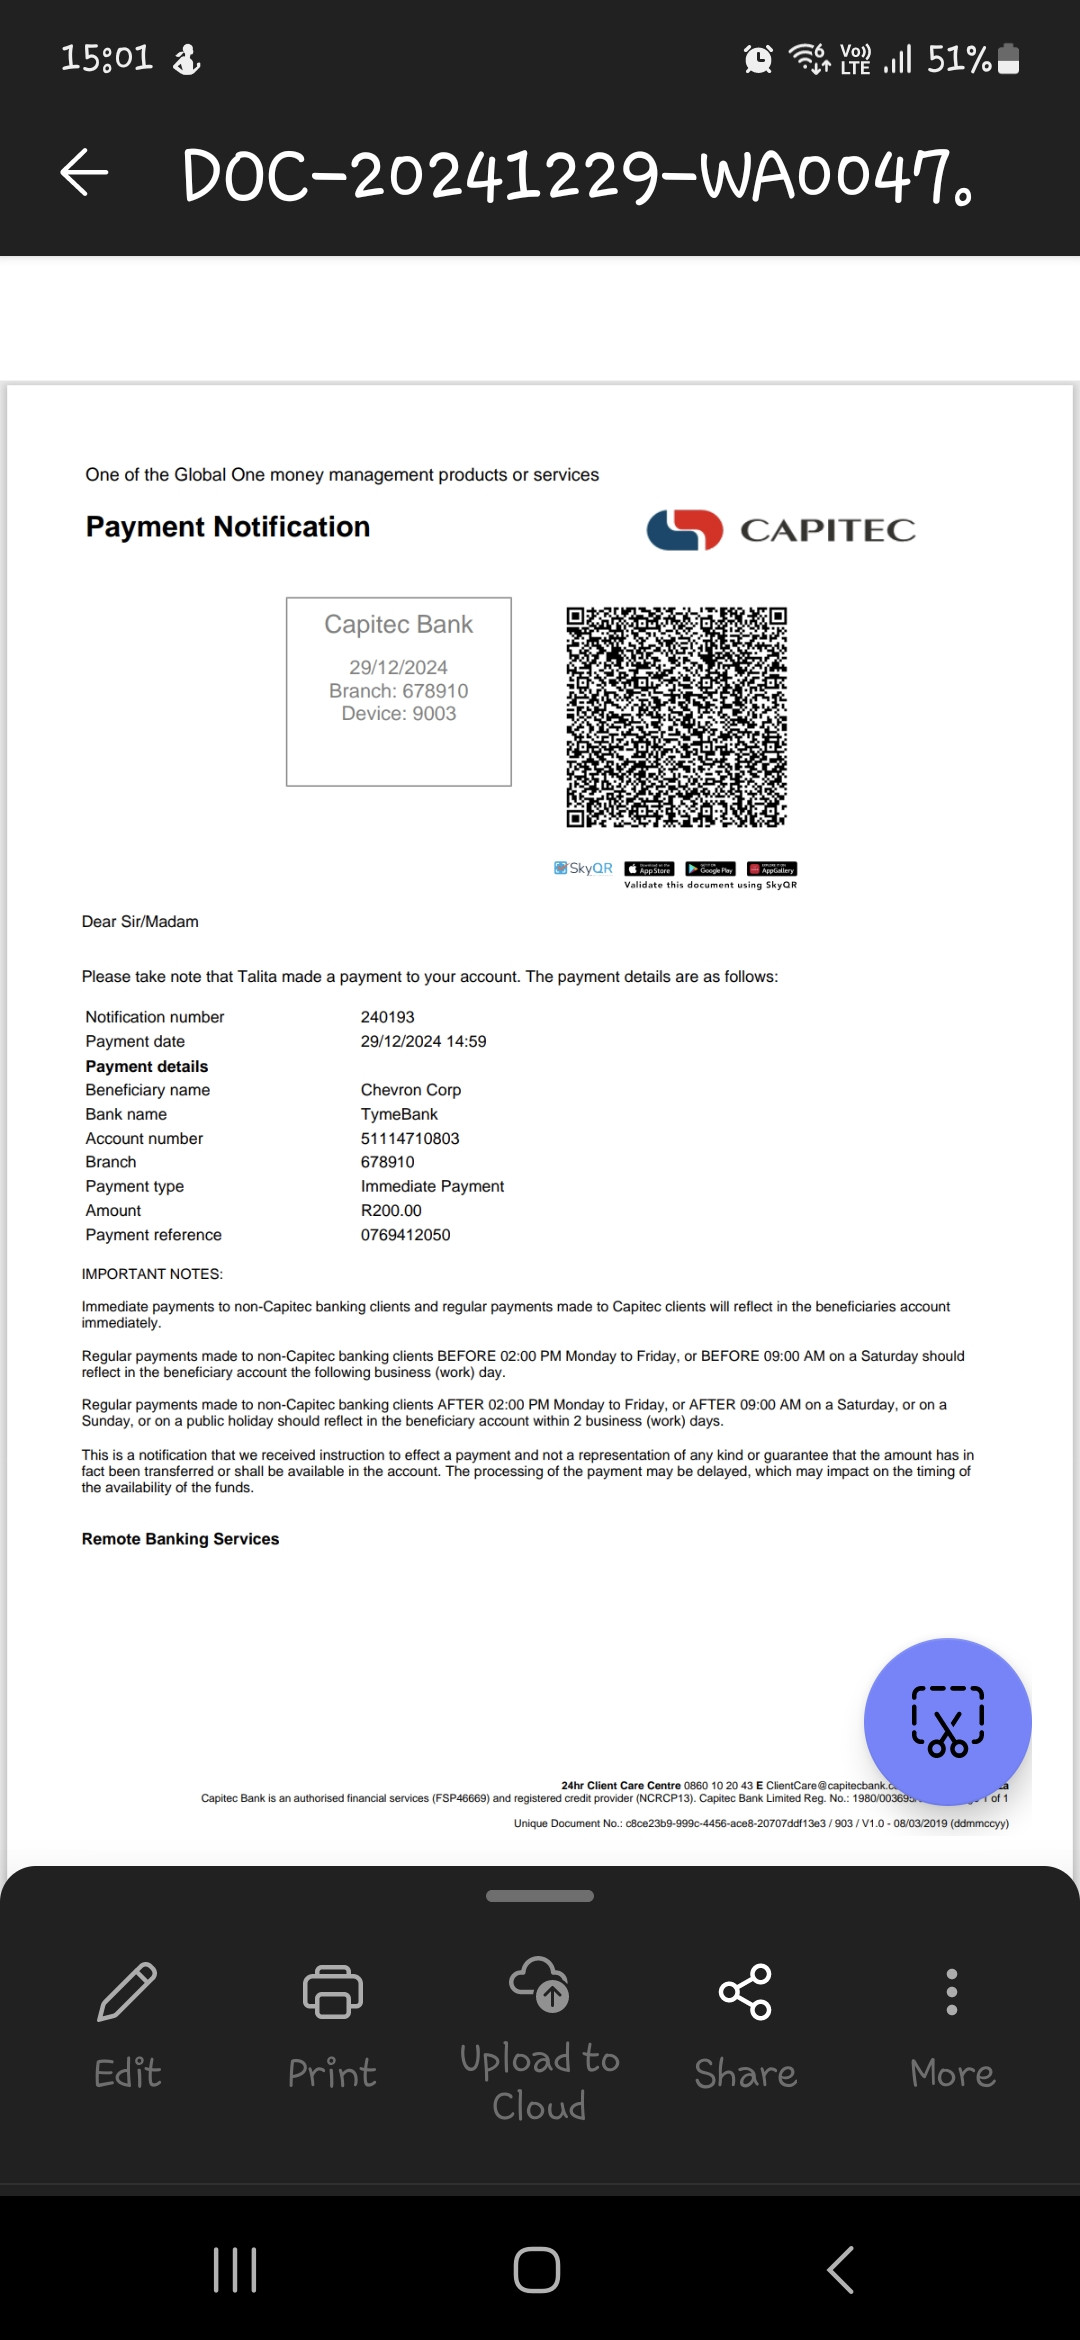 15:01
Vo))
LTE
51%
DOC-20241229-WA0047.
One of the Global One money management products or services
Payment Notification
CAPITEC
Capitec Bank
29/12/2024
Branch: 678910
Device: 9003
SkyQR
App Store
Google Play
AppGallery
Validate this document using SkyQR
Dear Sir/Madam
Please take note that Talita made a payment to your account. The payment details are as follows:
Notification number 240193
Payment date 29/12/2024 14:59
Payment details
Beneficiary name Chevron Corp
Bank name TymeBank
Account number 51114710803
Branch 678910
Payment type Immediate Payment
Amount R200.00
Payment reference 0769412050
IMPORTANT NOTES:
Immediate payments to non-Capitec banking clients and regular payments made to Capitec clients will reflect in the beneficiaries account
immediately.
Regular payments made to non-Capitec banking clients BEFORE 02:00 PM Monday to Friday, or BEFORE 09:00 AM on a Saturday should
reflect in the beneficiary account the following business (work) day.
Regular payments made to non-Capitec banking clients AFTER 02:00 PM Monday to Friday, or AFTER 09:00 AM on a Saturday, or on a
Sunday, or on a public holiday should reflect in the beneficiary account within 2 business (work) days.
This is a notification that we received instruction to effect a payment and not a representation of any kind or guarantee that the amount has in
fact been transferred or shall be available in the account. The processing of the payment may be delayed, which may impact on the timing of
the availability of the funds.
Remote Banking Services
24hr Client Care Centre 0860 10 20 43 E ClientCare@capitecbank.c
Capitec Bank is an authorised financial services (FSP46669) and registered credit provider (NCRCP13). Capitec Bank Limited Reg. No.: 1980/003695/ 1 of 1
Unique Document No.: c8ce23b9-999c-4456-ace8-20707ddf13e3 / 903 / V1.0 - 08/03/2019 (ddmmccyy)
Edit
Print
Upload to
Cloud
Share
More